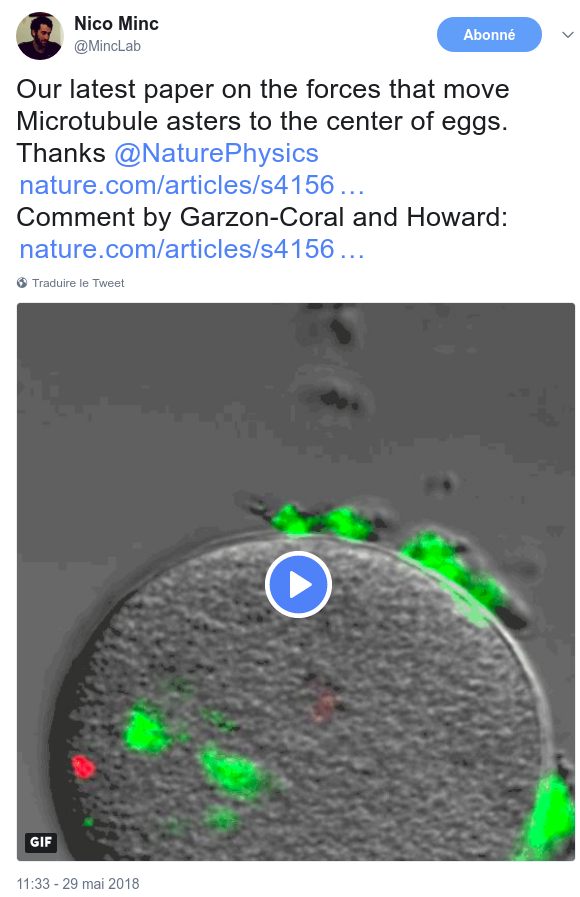 Nico Minc
@MincLab
Abonné
Our latest paper on the forces that move
Microtubule asters to the center of eggs.
Thanks @NaturePhysics
nature.com/articles/s4156…
Comment by Garzon-Coral and Howard:
nature.com/articles/s4156…
Traduire le Tweet
GIF
11:33 - 29 mai 2018